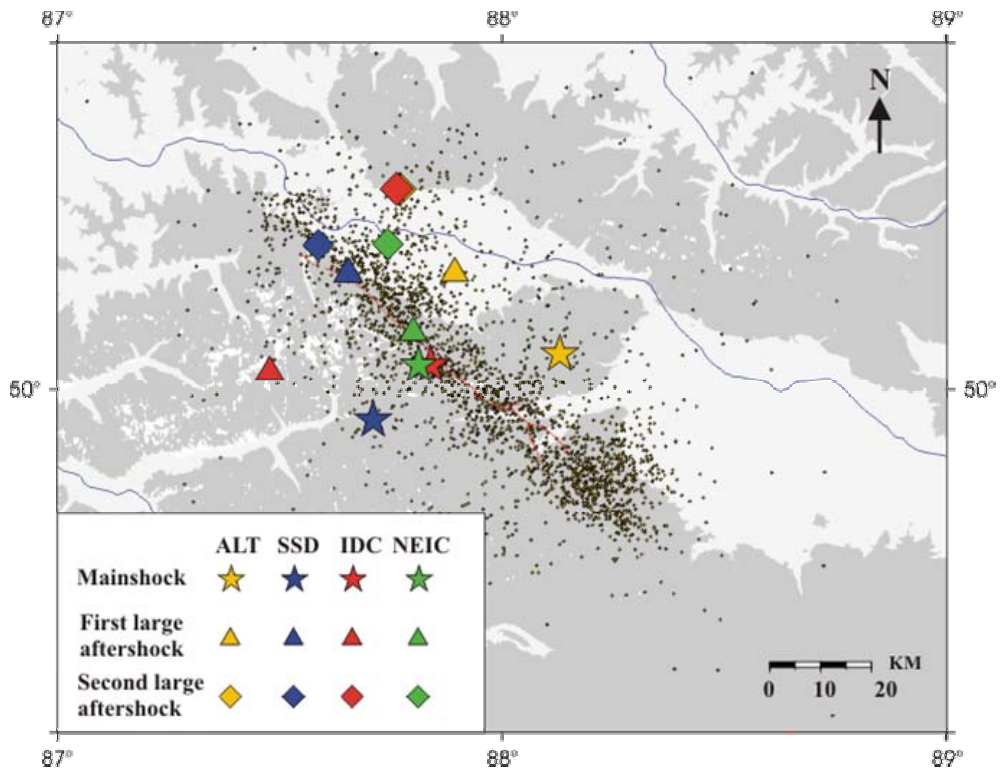 87° 88° 89°
N
50° 50°
ALT SSD IDC NEIC
Mainshock
First large
aftershock
Second large
aftershock
KM
0 10 20
87° 88° 89°